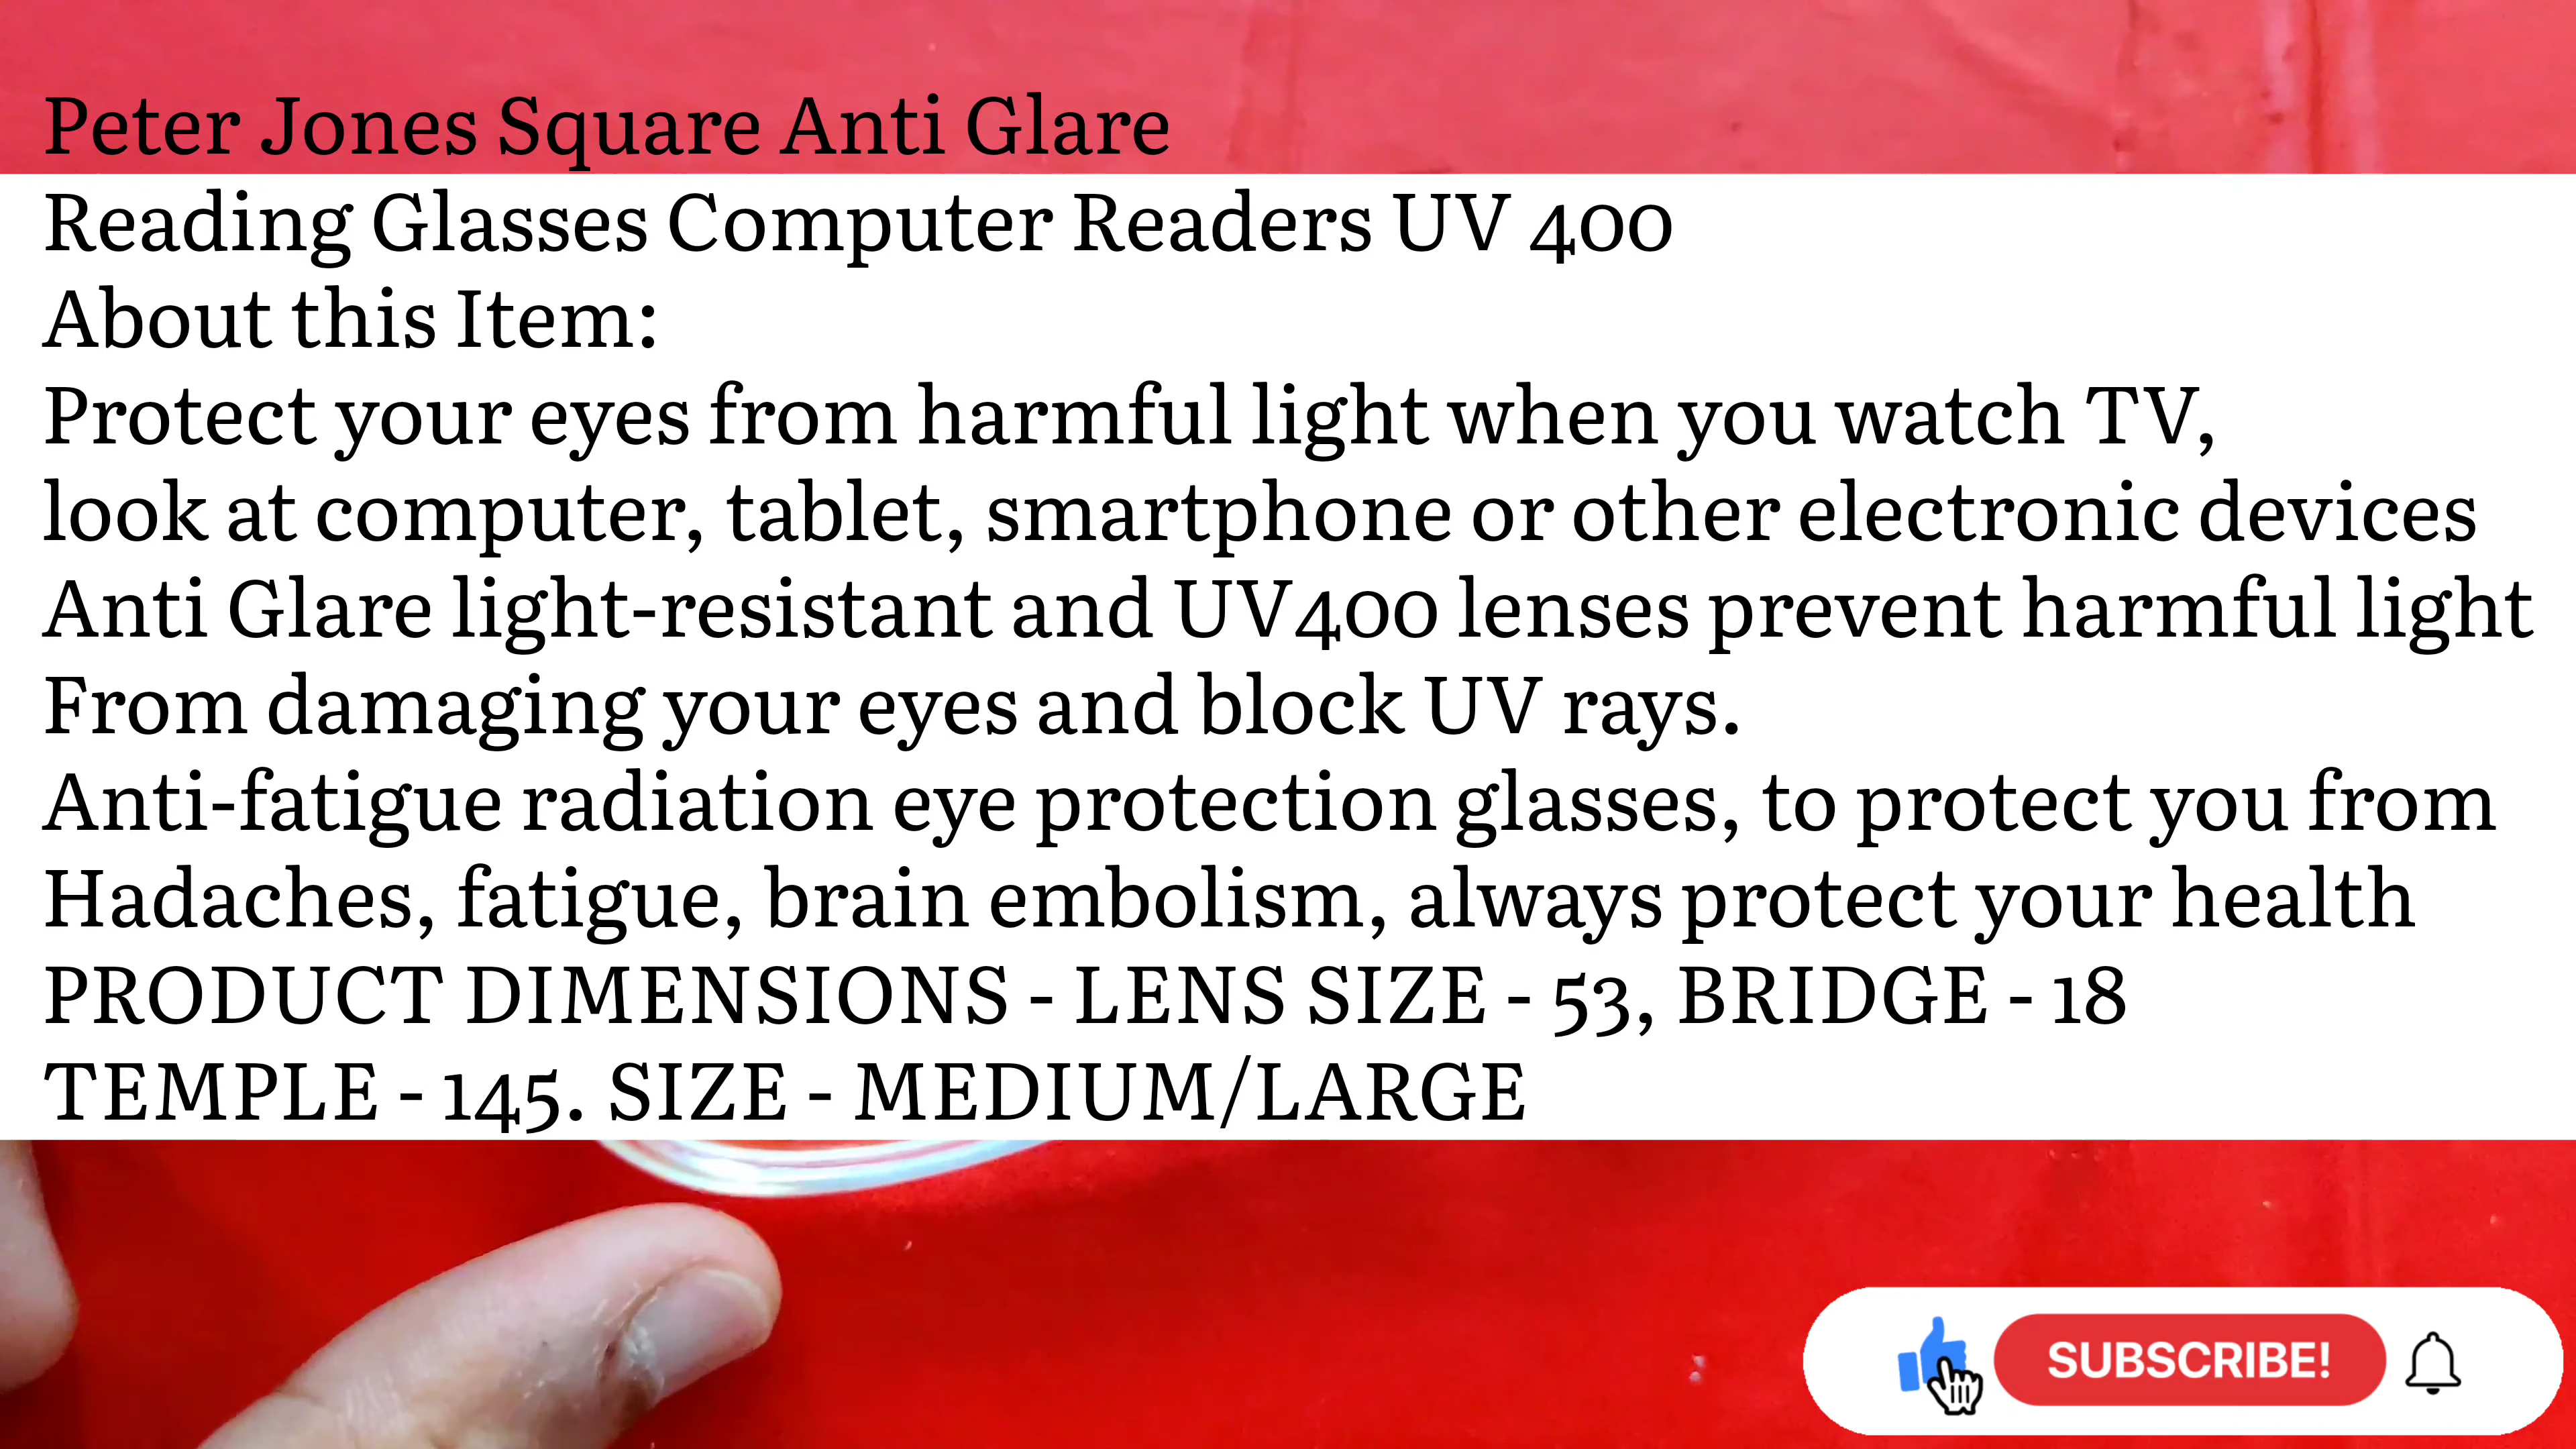 Peter Jones Square Anti Glare
Reading Glasses Computer Readers UV 400
About this Item:
Protect your eyes from harmful light when you watch TV,
look at computer, tablet, smartphone or other electronic devices
Anti Glare light-resistant and UV400 lenses prevent harmful light
From damaging your eyes and block UV rays.
Anti-fatigue radiation eye protection glasses, to protect you from
Hadaches, fatigue, brain embolism, always protect your health
PRODUCT DIMENSIONS - LENS SIZE - 53, BRIDGE - 18
TEMPLE - 145. SIZE - MEDIUM/LARGE
SUBSCRIBE!